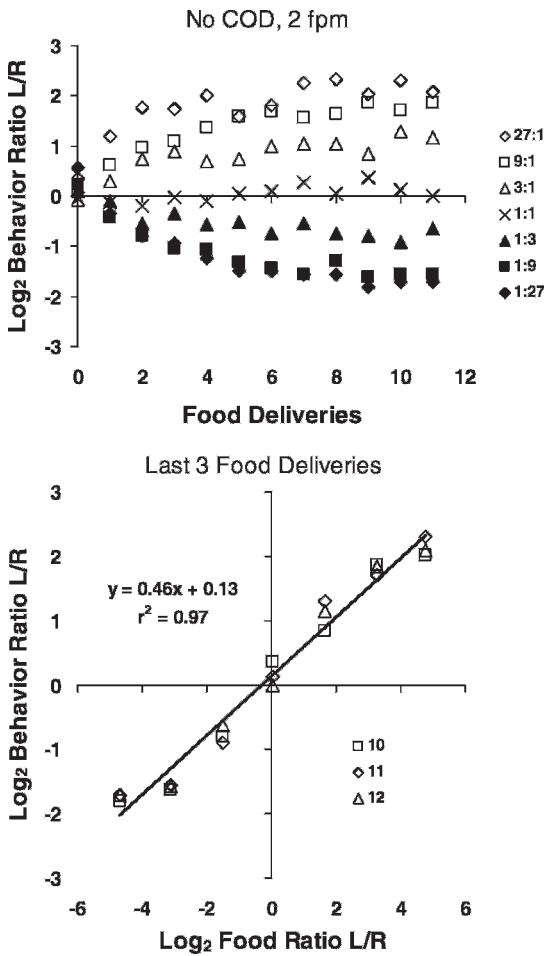 No COD, 2 fpm
3
2
1
0
-1
-2
-3
Log2 Behavior Ratio L/R
0 2 4 6 8 10 12
Food Deliveries
27:1
9:1
3:1
1:1
1:3
1:9
1:27
Last 3 Food Deliveries
3
2
1
0
-1
-2
-3
Log2 Behavior Ratio L/R
y = 0.46x + 0.13
r² = 0.97
10
11
12
-6 -4 -2 0 2 4 6
Log2 Food Ratio L/R